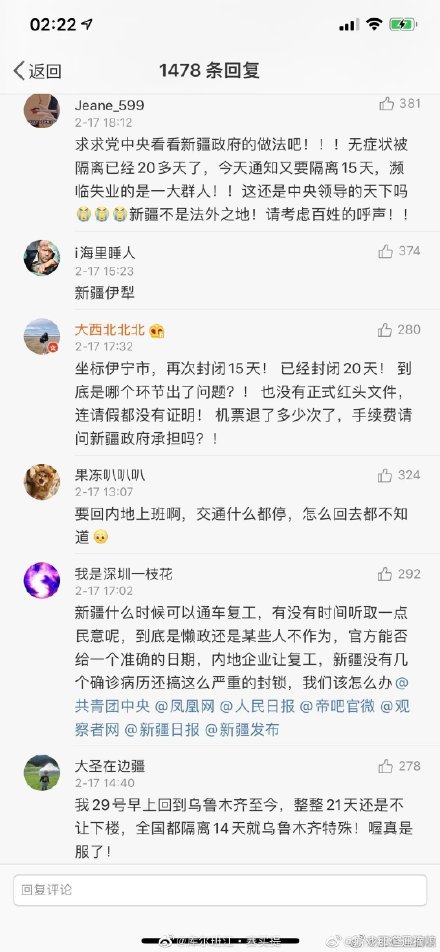 02:22
返回
1478 条回复
Jeane_599
381
2-17 18:12
求求党中央看看新疆政府的做法吧！！！无症状被
隔离已经20多天了，今天通知又要隔离15天，濒
临失业的是一大群人！！这还是中央领导的天下吗
新疆不是法外之地！请考虑百姓的呼声！！
i海里睡人
374
2-17 15:23
新疆伊犁
大西北北北
280
2-17 17:32
坐标伊宁市，再次封闭15天！ 已经封闭20天！ 到
底是哪个环节出了问题？！ 也没有正式红头文件，
连请假都没有证明！ 机票退了多少次了，手续费请
问新疆政府承担吗？！
果冻叭叭叭
324
2-17 13:07
要回内地上班啊，交通什么都停，怎么回去都不知
道
我是深圳一枝花
292
2-17 17:02
新疆什么时候可以通车复工，有没有时间听取一点
民意呢，到底是懒政还是某些人不作为，官方能否
给一个准确的日期，内地企业让复工，新疆没有几
个确诊病历还搞这么严重的封锁，我们该怎么办@
共青团中央 @凤凰网 @人民日报 @帝吧官微 @观
察者网 @新疆日报 @新疆发布
大圣在边疆
278
2-17 14:40
我29号早上回到乌鲁木齐至今，整整21天还是不
让下楼，全国都隔离14天就乌鲁木齐特殊！喔真是
服了！
回复评论